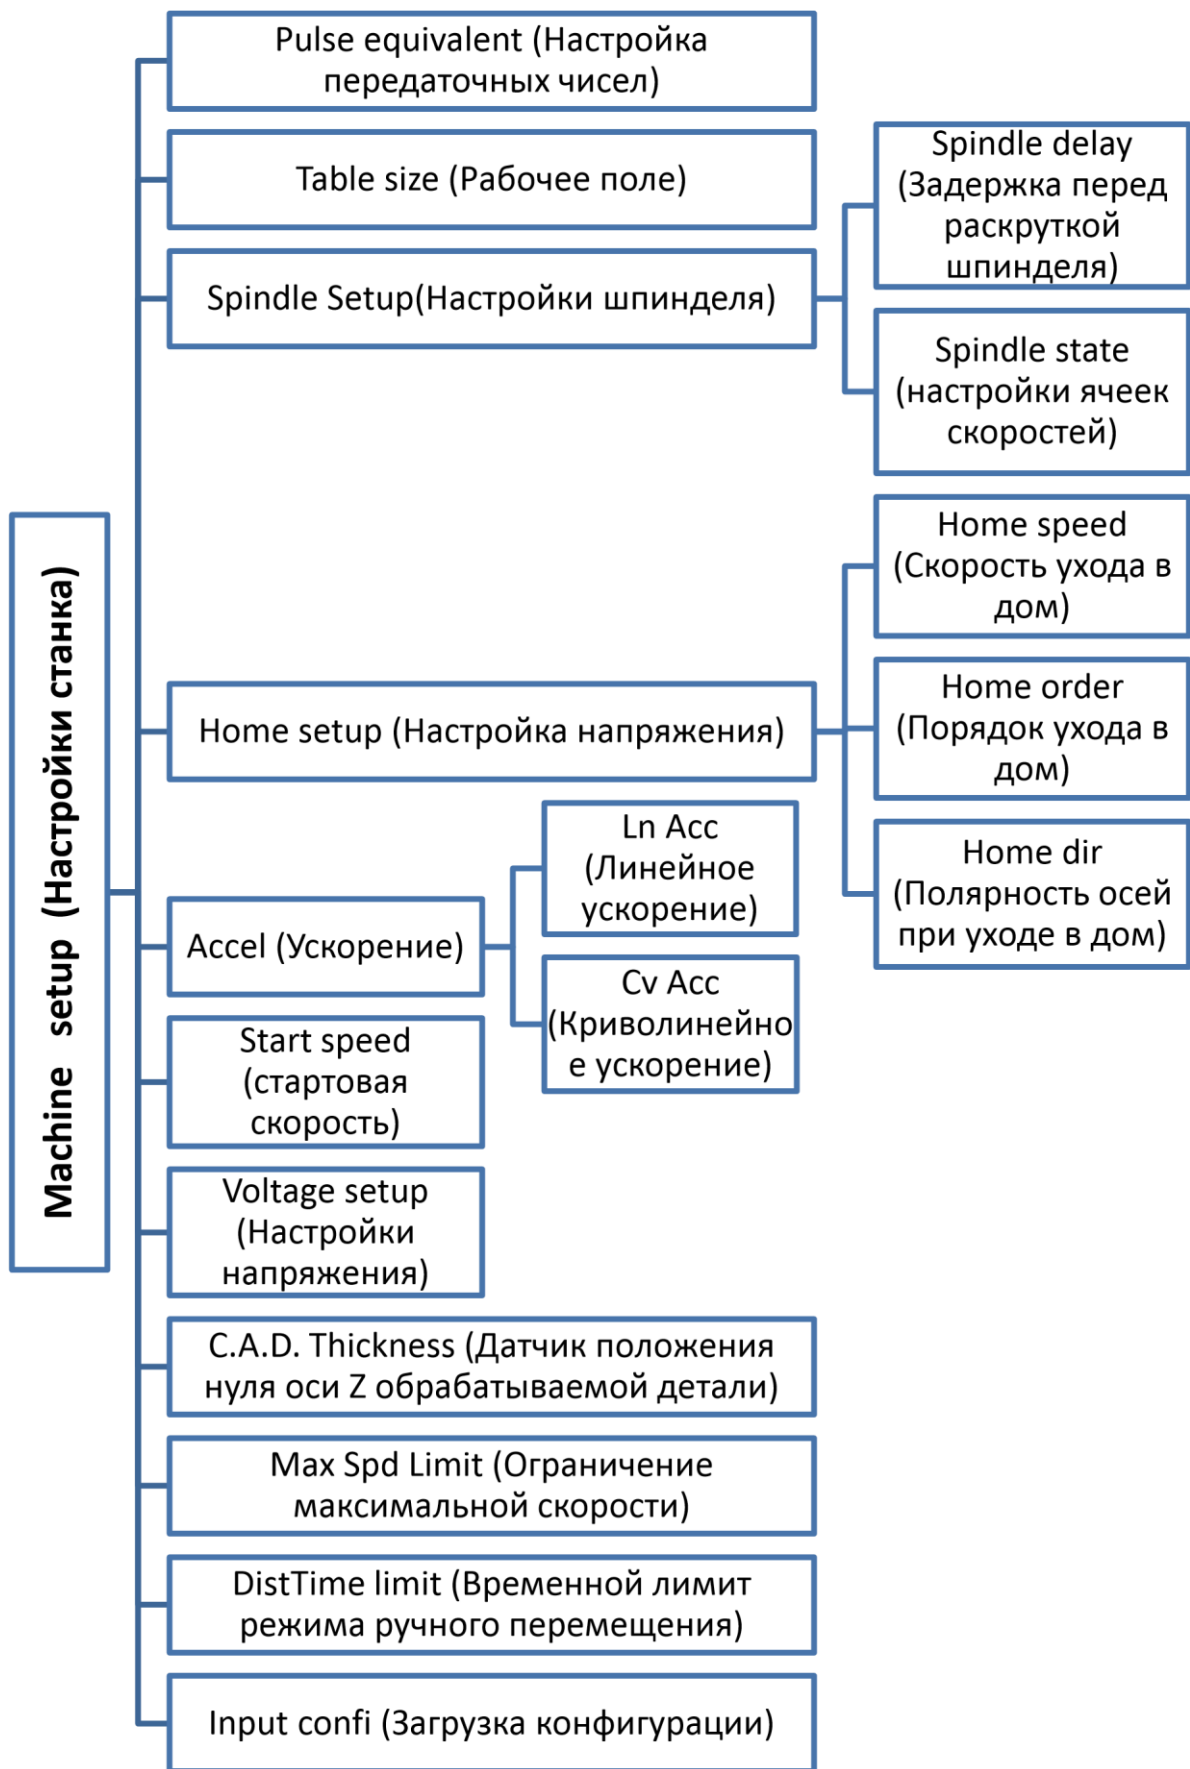 Machine setup (Настройки станка)
Pulse equivalent (Настройка
передаточных чисел)
Table size (Рабочее поле)
Spindle Setup(Настройки шпинделя)
Spindle delay
(Задержка перед
раскруткой
шпинделя)
Spindle state
(настройки ячеек
скоростей)
Home setup (Настройка напряжения)
Home speed
(Скорость ухода в
дом)
Home order
(Порядок ухода в
дом)
Home dir
(Полярность осей
при уходе в дом)
Accel (Ускорение)
Ln Acc
(Линейное
ускорение)
Cv Acc
(Криволинейно
е ускорение)
Start speed
(стартовая
скорость)
Voltage setup
(Настройки
напряжения)
C.A.D. Thickness (Датчик положения
нуля оси Z обрабатываемой детали)
Max Spd Limit (Ограничение
максимальной скорости)
DistTime limit (Временной лимит
режима ручного перемещения)
Input confi (Загрузка конфигурации)